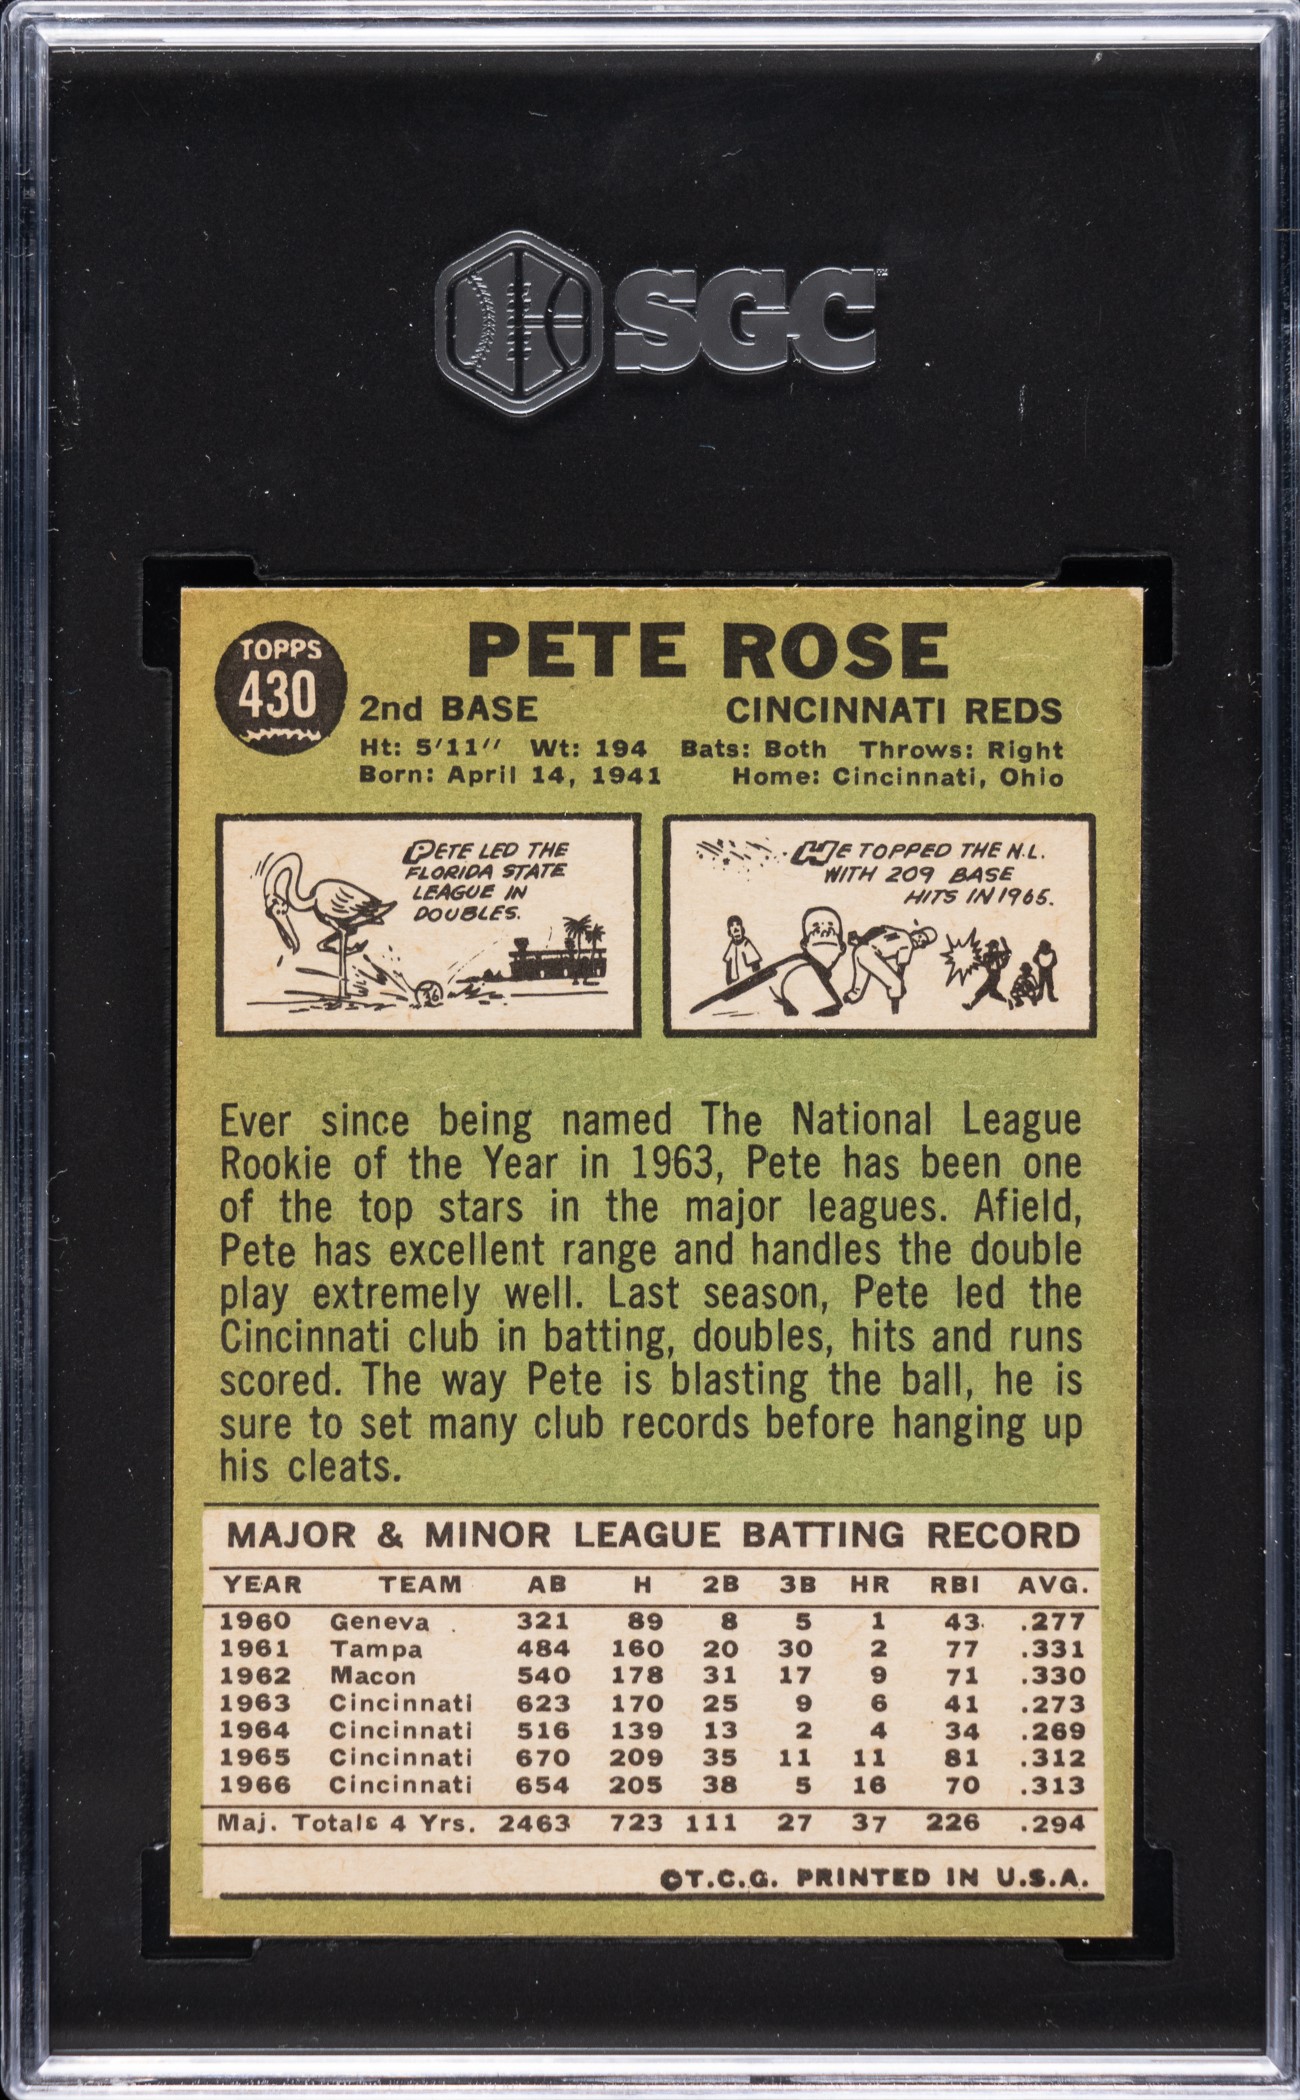 SGC
TOPPS
430
PETE ROSE
2nd BASE CINCINNATI REDS
Ht: 5'11" Wt: 194 Bats: Both Throws: Right
Born: April 14, 1941 Home: Cincinnati, Ohio
PETE LED THE
FLORIDA STATE
LEAGUE IN
DOUBLES.
36
HE TOPPED THE N.L.
WITH 209 BASE
HITS IN 1965.
Ever since being named The National League
Rookie of the Year in 1963, Pete has been one
of the top stars in the major leagues. Afield,
Pete has excellent range and handles the double
play extremely well. Last season, Pete led the
Cincinnati club in batting, doubles, hits and runs
scored. The way Pete is blasting the ball, he is
sure to set many club records before hanging up
his cleats.
MAJOR & MINOR LEAGUE BATTING RECORD
YEAR TEAM AB H 2B 3B HR RBI AVG.
1960 Geneva 321 89 8 5 1 43 .277
1961 Tampa 484 160 20 30 2 77 .331
1962 Macon 540 178 31 17 9 71 .330
1963 Cincinnati 623 170 25 9 6 41 .273
1964 Cincinnati 516 139 13 2 4 34 .269
1965 Cincinnati 670 209 35 11 11 81 .312
1966 Cincinnati 654 205 38 5 16 70 .313
Maj. Totals 4 Yrs. 2463 723 111 27 37 226 .294
©T.C.G. PRINTED IN U.S.A.